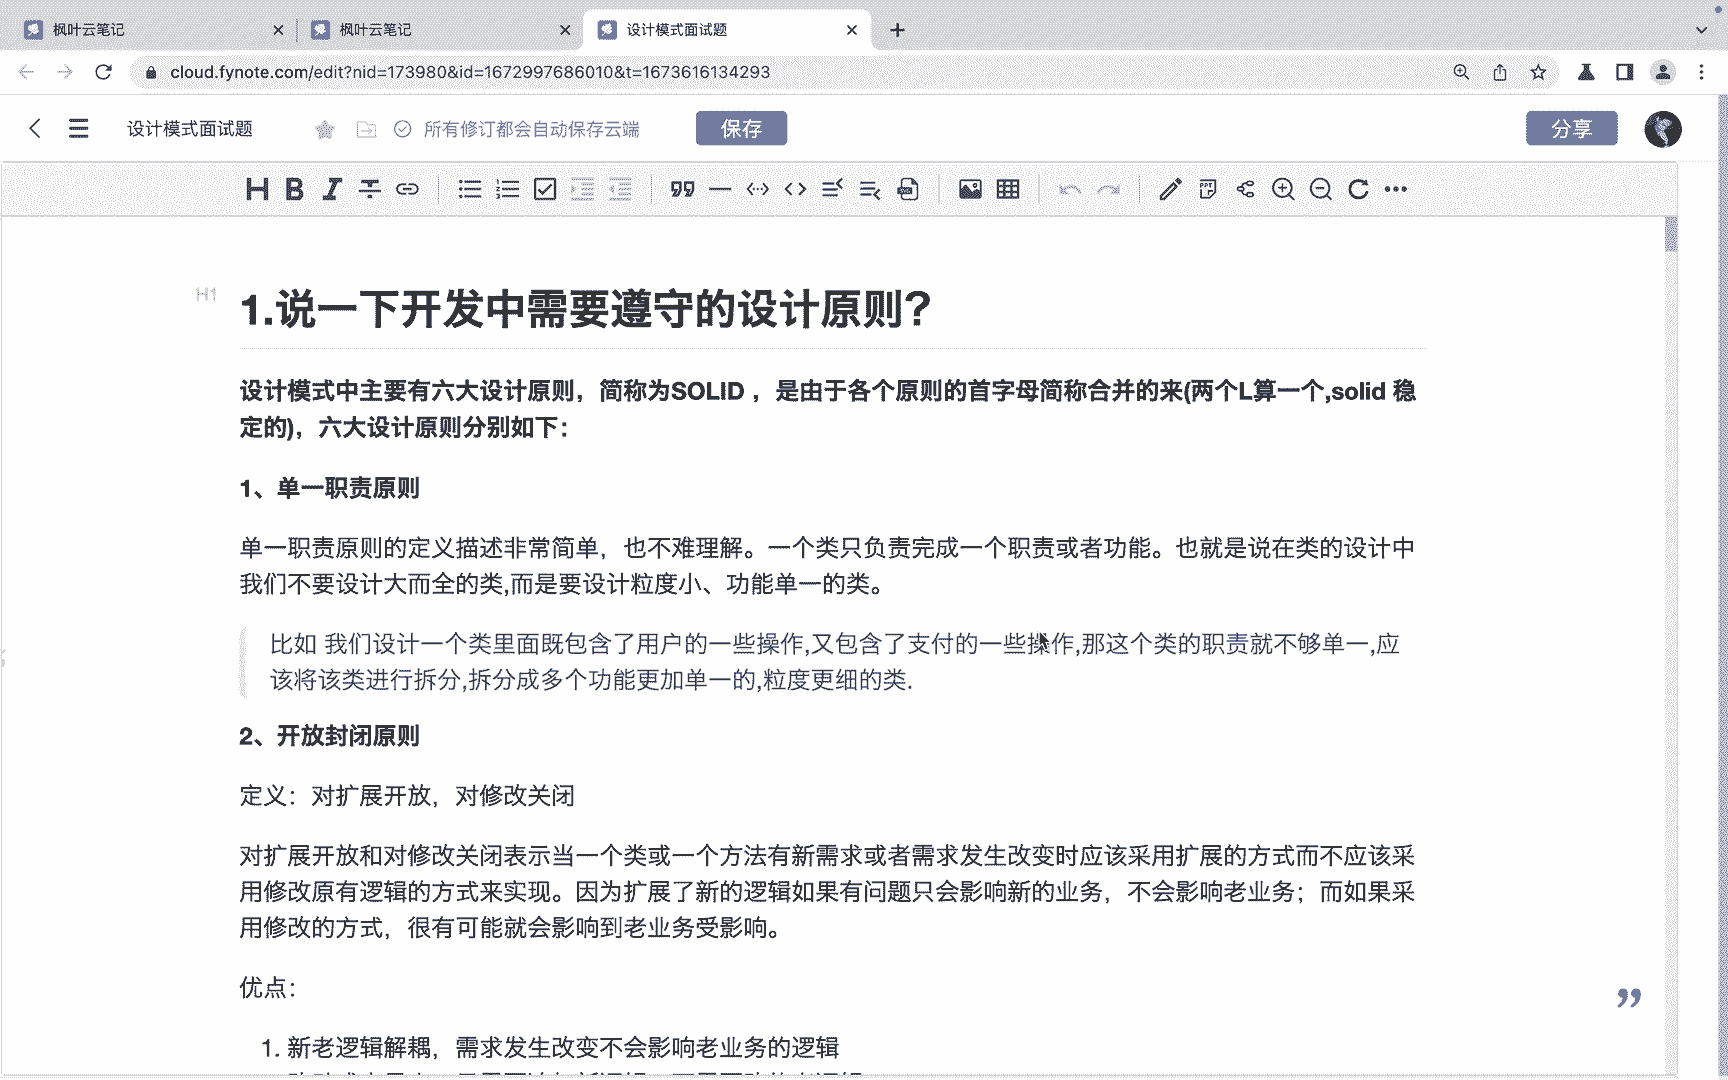 枫叶云笔记
枫叶云笔记
设计模式面试题
cloud.fynote.com/edit?nid=173980&id=1672997686010&t=1673616134293
设计模式面试题
所有修订都会自动保存云端
保存
分享
H1
1.说一下开发中需要遵守的设计原则？
设计模式中主要有六大设计原则，简称为SOLID ，是由于各个原则的首字母简称合并的来(两个L算一个,solid 稳
定的)，六大设计原则分别如下：
1、单一职责原则
单一职责原则的定义描述非常简单，也不难理解。一个类只负责完成一个职责或者功能。也就是说在类的设计中
我们不要设计大而全的类,而是要设计粒度小、功能单一的类。
比如 我们设计一个类里面既包含了用户的一些操作,又包含了支付的一些操作,那这个类的职责就不够单一,应
该将该类进行拆分,拆分成多个功能更加单一的,粒度更细的类.
2、开放封闭原则
定义：对扩展开放，对修改关闭
对扩展开放和对修改关闭表示当一个类或一个方法有新需求或者需求发生改变时应该采用扩展的方式而不应该采
用修改原有逻辑的方式来实现。因为扩展了新的逻辑如果有问题只会影响新的业务，不会影响老业务；而如果采
用修改的方式，很有可能就会影响到老业务受影响。
优点：
1. 新老逻辑解耦，需求发生改变不会影响老业务的逻辑